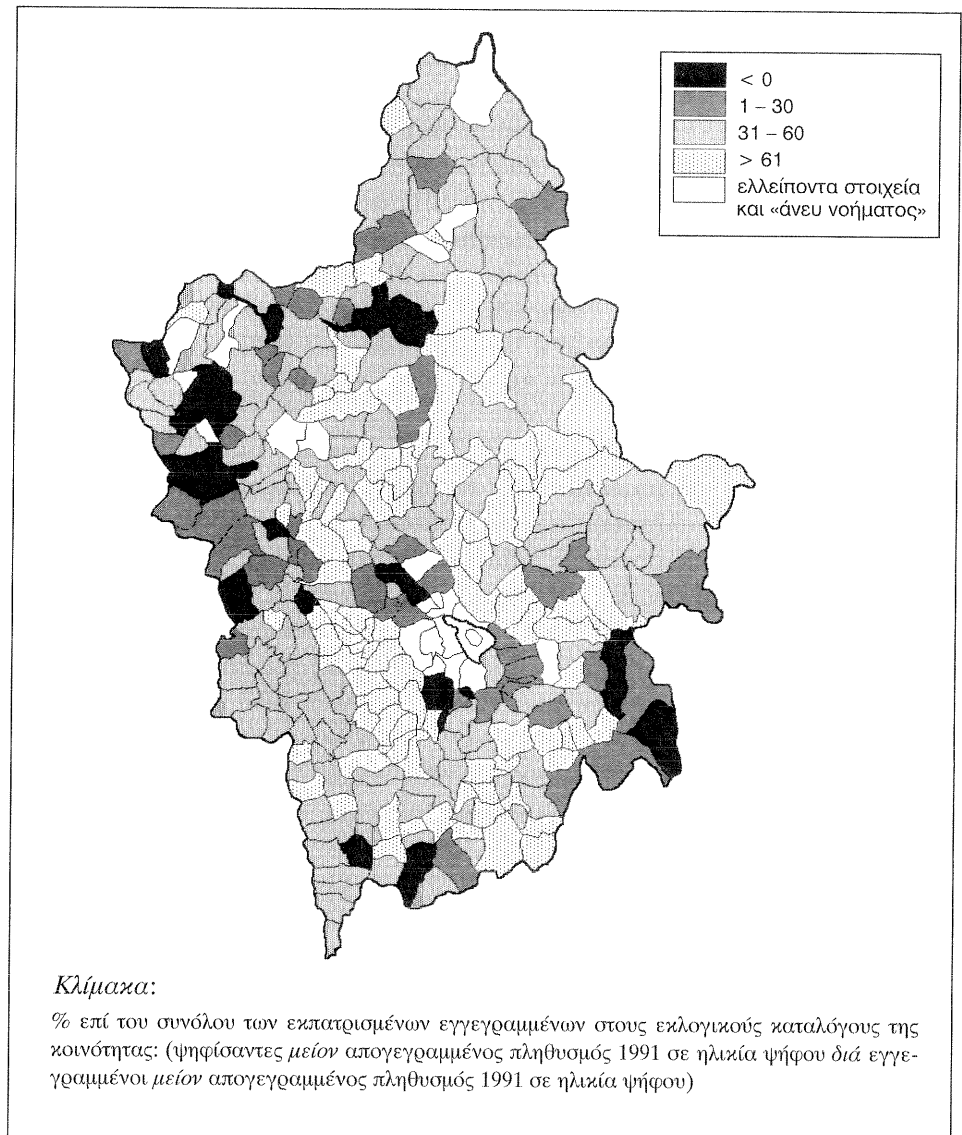 < 0
1 – 30
31 – 60
> 61
ελλείποντα στοιχεία
και «άνευ νοήματος»
Κλίμακα:
% επί του συνόλου των εκπατρισμένων εγγεγραμμένων στους εκλογικούς καταλόγους της
κοινότητας: (ψηφίσαντες μείον απογεγραμμένος πληθυσμός 1991 σε ηλικία ψήφου διά εγγε-
γραμμένοι μείον απογεγραμμένος πληθυσμός 1991 σε ηλικία ψήφου)